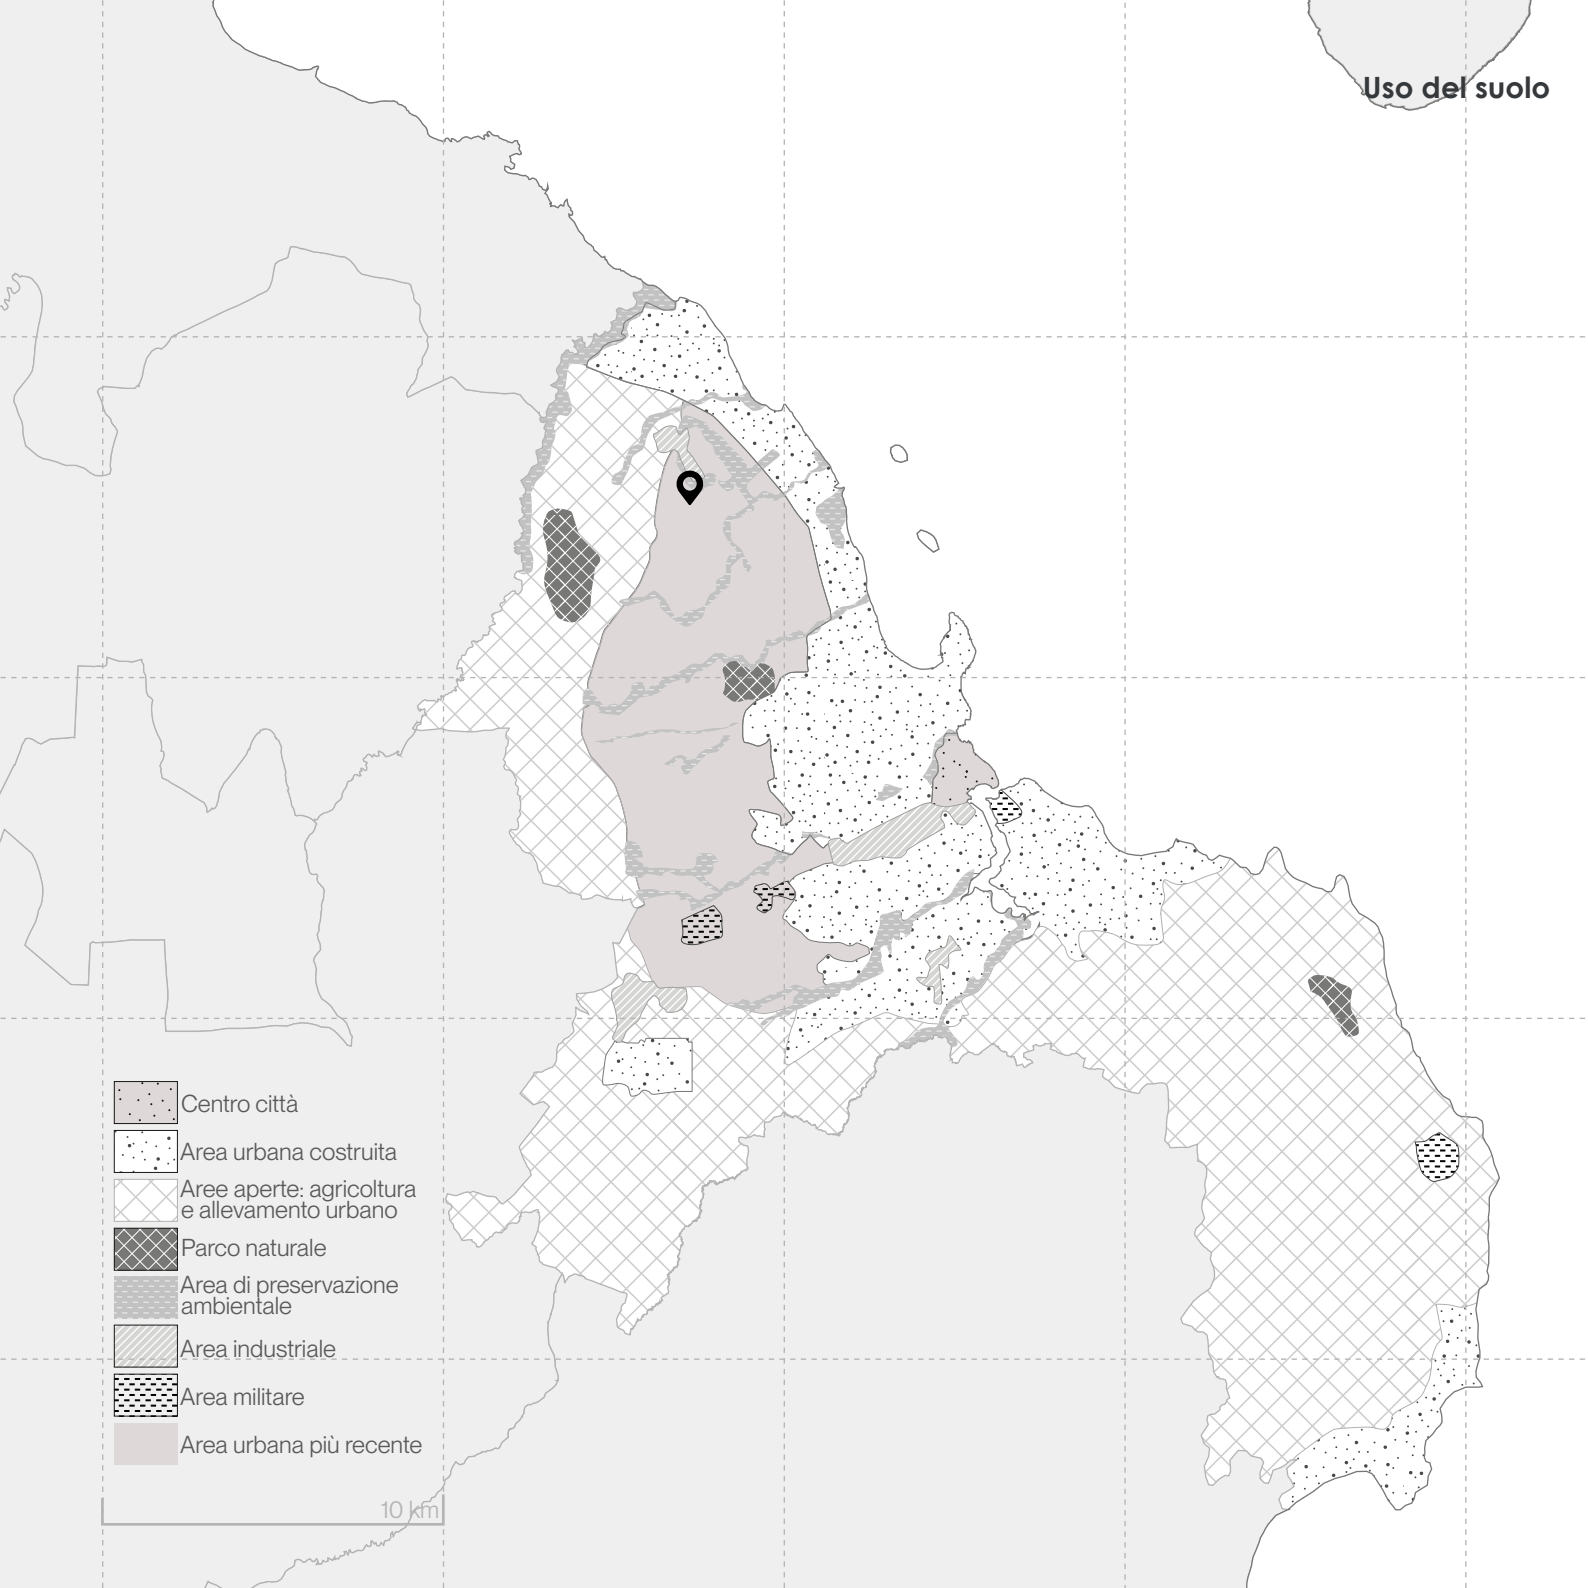 Uso del suolo
Centro città
Area urbana costruita
Aree aperte: agricoltura
e allevamento urbano
Parco naturale
Area di preservazione
ambientale
Area industriale
Area militare
Area urbana più recente
10 km